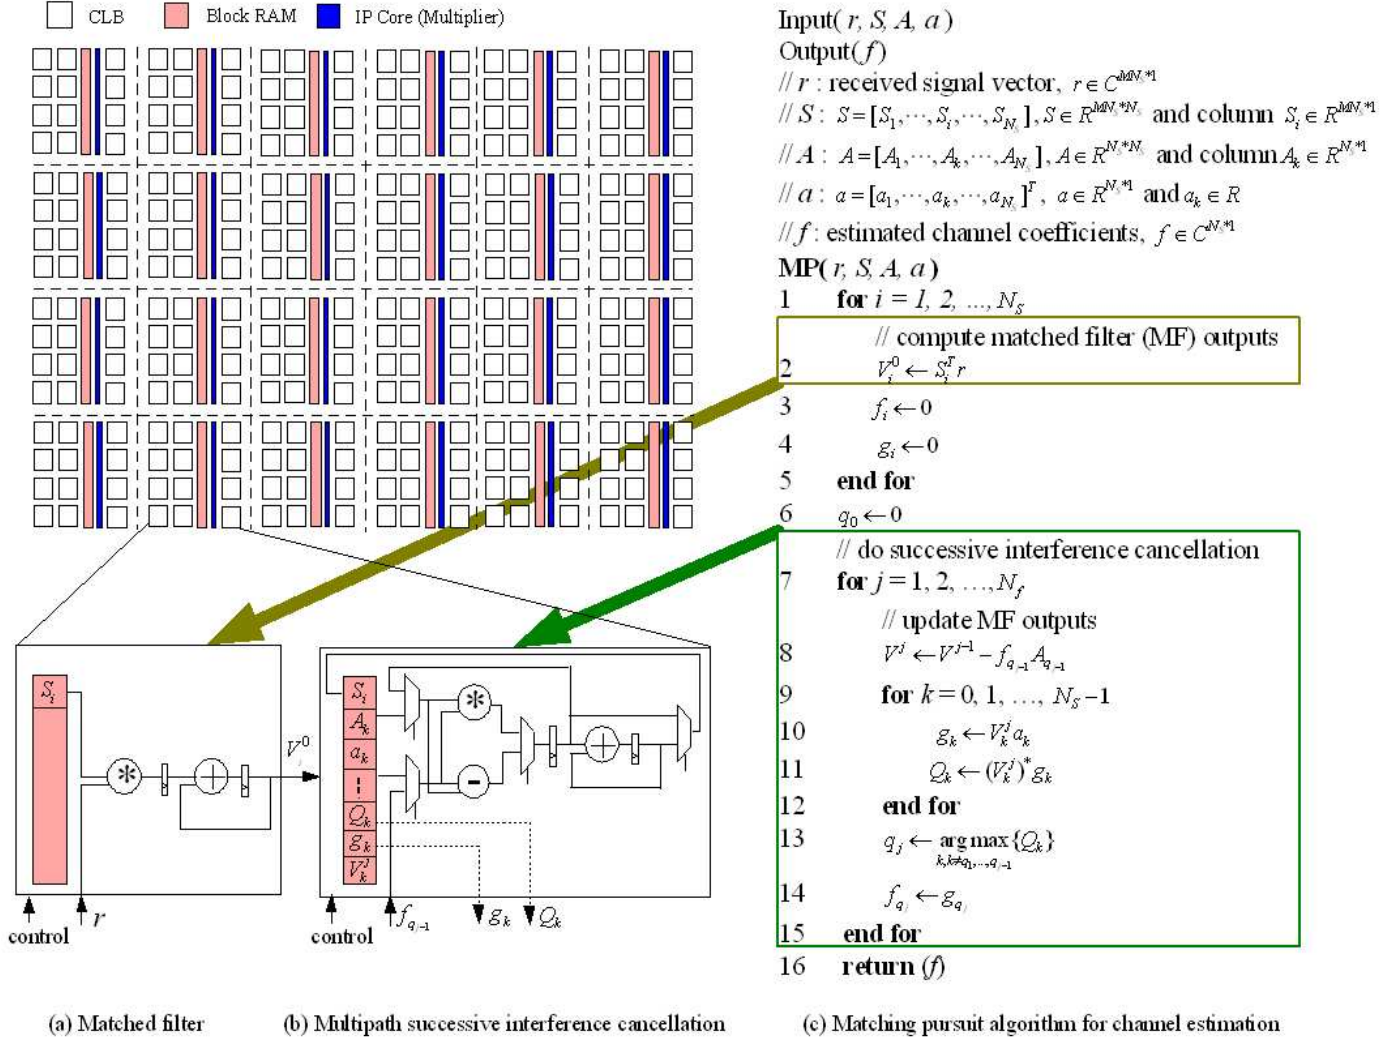 CLB Block RAM IP Core (Multiplier)
Input( r, S, A, a )
Output( f )
// r : received signal vector, r ∈ C^{MN_S*1}
// S : S = [S_1, ···, S_i, ···, S_{N_S}], S ∈ R^{MN_S*N_S} and column S_i ∈ R^{MN_S*1}
// A : A = [A_1, ···, A_k, ···, A_{N_S}], A ∈ R^{N_S*N_S} and column A_k ∈ R^{N_S*1}
// a : a = [a_1, ···, a_k, ···, a_{N_S}]^T, a ∈ R^{N_S*1} and a_k ∈ R
// f : estimated channel coefficients, f ∈ C^{N_S*1}
MP( r, S, A, a )
1 for i = 1, 2, ..., N_S
// compute matched filter (MF) outputs
2 V_i^0 ← S_i^T r
3 f_i ← 0
4 g_i ← 0
5 end for
6 q_0 ← 0
// do successive interference cancellation
7 for j = 1, 2, ...,N_f
// update MF outputs
8 V^j ← V^{j-1} − f_{q_{j-1}} A_{q_{j-1}}
9 for k = 0, 1, ..., N_S −1
10 g_k ← V_k^j a_k
11 Q_k ← (V_k^j)^* g_k
12 end for
13 q_j ← arg max {Q_k}
k,k≠q_1,...,q_{j-1}
14 f_{q_j} ← g_{q_j}
15 end for
16 return (f)
S_i
*
+
V_i^0
control
r
S_i
A_k
a_k
⋮
Q_k
g_k
V_k^j
*
-
+
control
f_{q_{j-1}}
g_k
Q_k
(a) Matched filter
(b) Multipath successive interference cancellation
(c) Matching pursuit algorithm for channel estimation